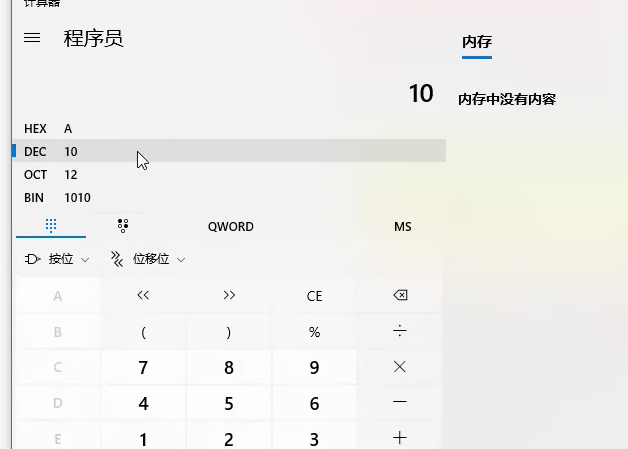 计算器
程序员
内存
10
内存中没有内容
HEX A
DEC 10
OCT 12
BIN 1010
QWORD MS
按位 位移位
A << >> CE
B ( ) % ÷
C 7 8 9 ×
D 4 5 6 −
E 1 2 3 +